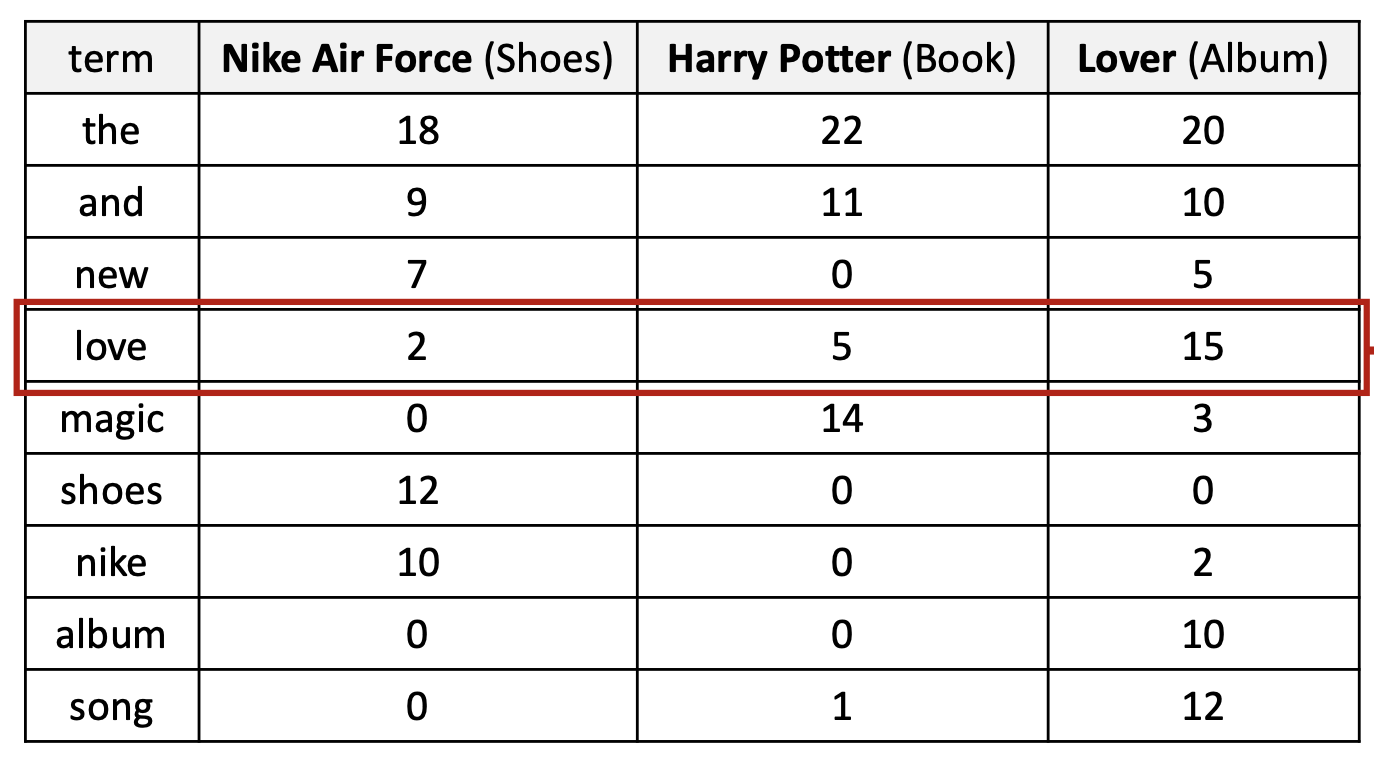 term Nike Air Force (Shoes) Harry Potter (Book) Lover (Album)
the 18 22 20
and 9 11 10
new 7 0 5
love 2 5 15
magic 0 14 3
shoes 12 0 0
nike 10 0 2
album 0 0 10
song 0 1 12